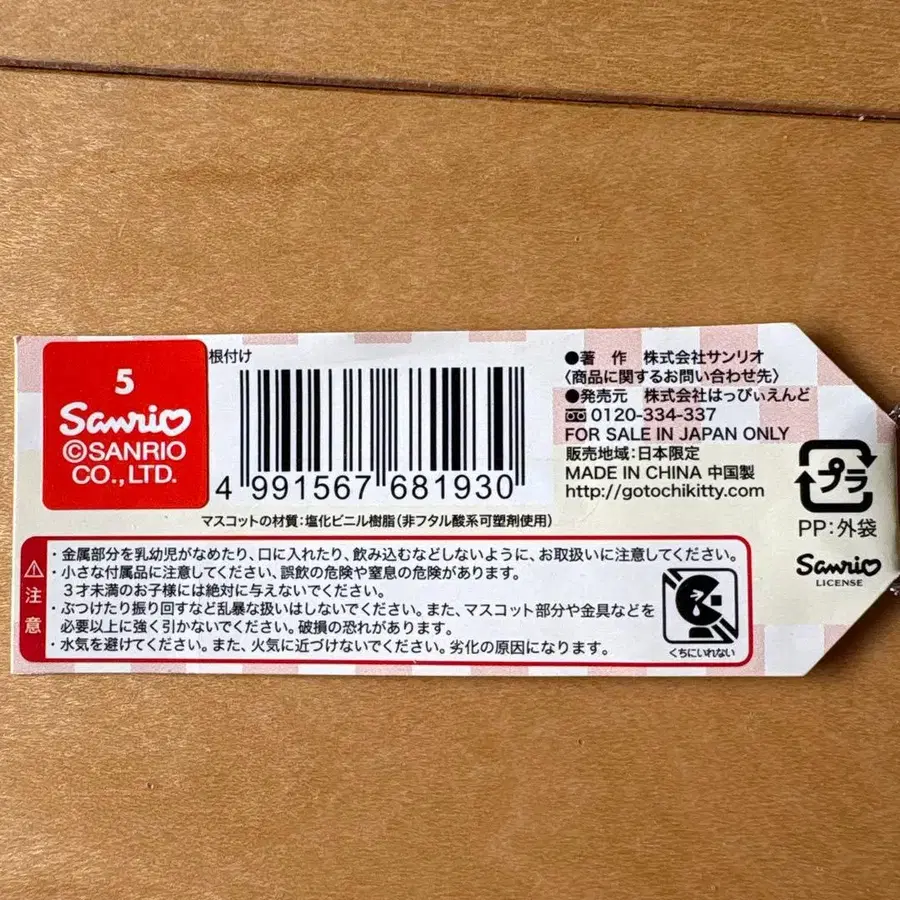 5
Sanrio
©SANRIO
CO.,LTD.
根付け
4 991567 681930
マスコットの材質:塩化ビニル樹脂(非フタル酸系可塑剤使用)
●著 作 株式会社サンリオ
〈商品に関するお問い合わせ先〉
●発売元 株式会社はっぴぃえんど
0120-334-337
FOR SALE IN JAPAN ONLY
販売地域:日本限定
MADE IN CHINA 中国製
http://gotochikitty.com
プラ
PP:外袋
Sanrio
LICENSE
注意
・金属部分を乳幼児がなめたり、口に入れたり、飲み込むなどしないように、お取扱いに注意してください。
・小さな付属品に注意してください、誤飲の危険や窒息の危険があります。
3才未満のお子様には絶対に与えないでください。
・ぶつけたり振り回すなど乱暴な扱いはしないでください。また、マスコット部分や金具などを
必要以上に強く引かないでください。破損の恐れがあります。
・水気を避けてください。また、火気に近づけないでください。劣化の原因になります。
くちにいれない